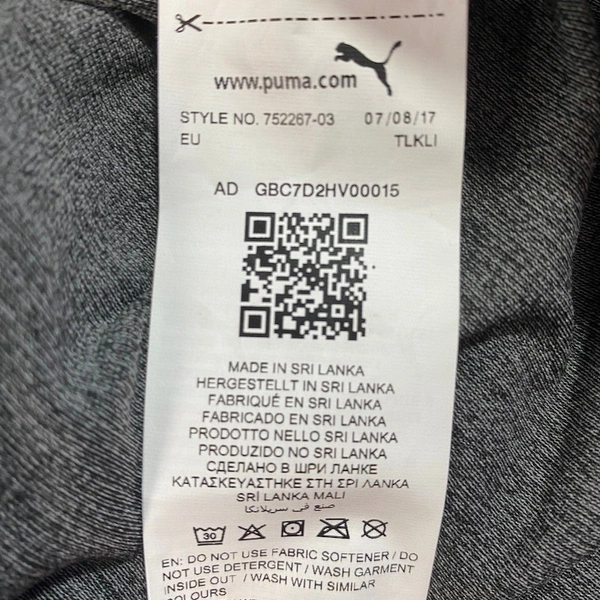 www.puma.com
STYLE NO. 752267-03 07/08/17
EU TLKLI
AD GBC7D2HV00015
MADE IN SRI LANKA
HERGESTELLT IN SRI LANKA
FABRIQUÉ EN SRI LANKA
FABRICADO EN SRI LANKA
PRODOTTO NELLO SRI LANKA
PRODUZIDO NO SRI LANKA
СДЕЛАНО В ШРИ ЛАНКЕ
ΚΑΤΑΣΚΕΥΑΣΤΗΚΕ ΣΤΗ ΣΡΙ ΛΑΝΚΑ
SRİ LANKA MALI
صنع في سريلانكا
30
EN: DO NOT USE FABRIC SOFTENER / DO
NOT USE DETERGENT / WASH GARMENT
INSIDE OUT / WASH WITH SIMILAR
COLOURS